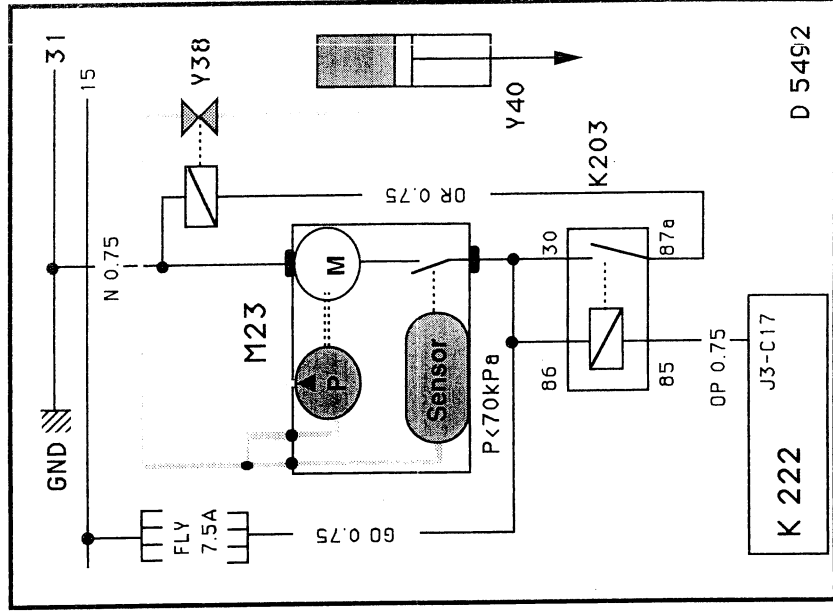 31
15
GND
N 0.75
Y38
Y40
FLY
7.5A
GO 0.75
M23
M
P
Sensor
P<70kPa
OR 0.75
K203
30
87a
86
85
OP 0.75
J3-C17
K 222
D 5492